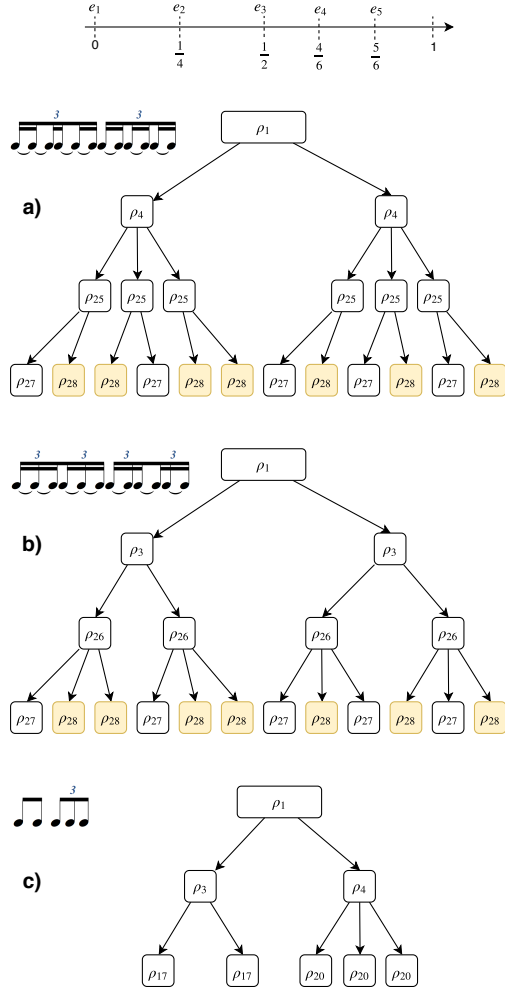 e₁ e₂ e₃ e₄ e₅
0 1/4 1/2 4/6 5/6 1
3 3
ρ₁
a)
ρ₄ ρ₄
ρ₂₅ ρ₂₅ ρ₂₅ ρ₂₅ ρ₂₅ ρ₂₅
ρ₂₇ ρ₂₈ ρ₂₈ ρ₂₇ ρ₂₈ ρ₂₈ ρ₂₇ ρ₂₈ ρ₂₇ ρ₂₈ ρ₂₇ ρ₂₈
3 3 3 3
ρ₁
b)
ρ₃ ρ₃
ρ₂₆ ρ₂₆ ρ₂₆ ρ₂₆
ρ₂₇ ρ₂₈ ρ₂₈ ρ₂₇ ρ₂₈ ρ₂₈ ρ₂₇ ρ₂₈ ρ₂₇ ρ₂₈ ρ₂₇ ρ₂₈
3
ρ₁
c)
ρ₃ ρ₄
ρ₁₇ ρ₁₇ ρ₂₀ ρ₂₀ ρ₂₀